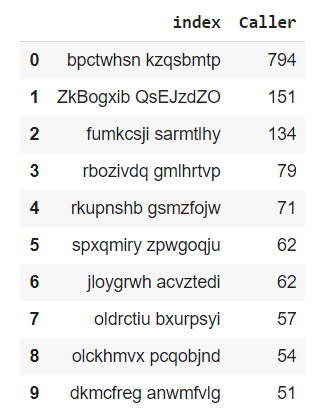 index Caller
0 bpctwhsn kzqsbmtp 794
1 ZkBogxib QsEJzdZO 151
2 fumkcsji sarmtlhy 134
3 rbozivdq gmlhrtvp 79
4 rkupnshb gsmzfojw 71
5 spxqmiry zpwgoqju 62
6 jloygrwh acvztedi 62
7 oldrctiu bxurpsyi 57
8 olckhmvx pcqobjnd 54
9 dkmcfreg anwmfvlg 51